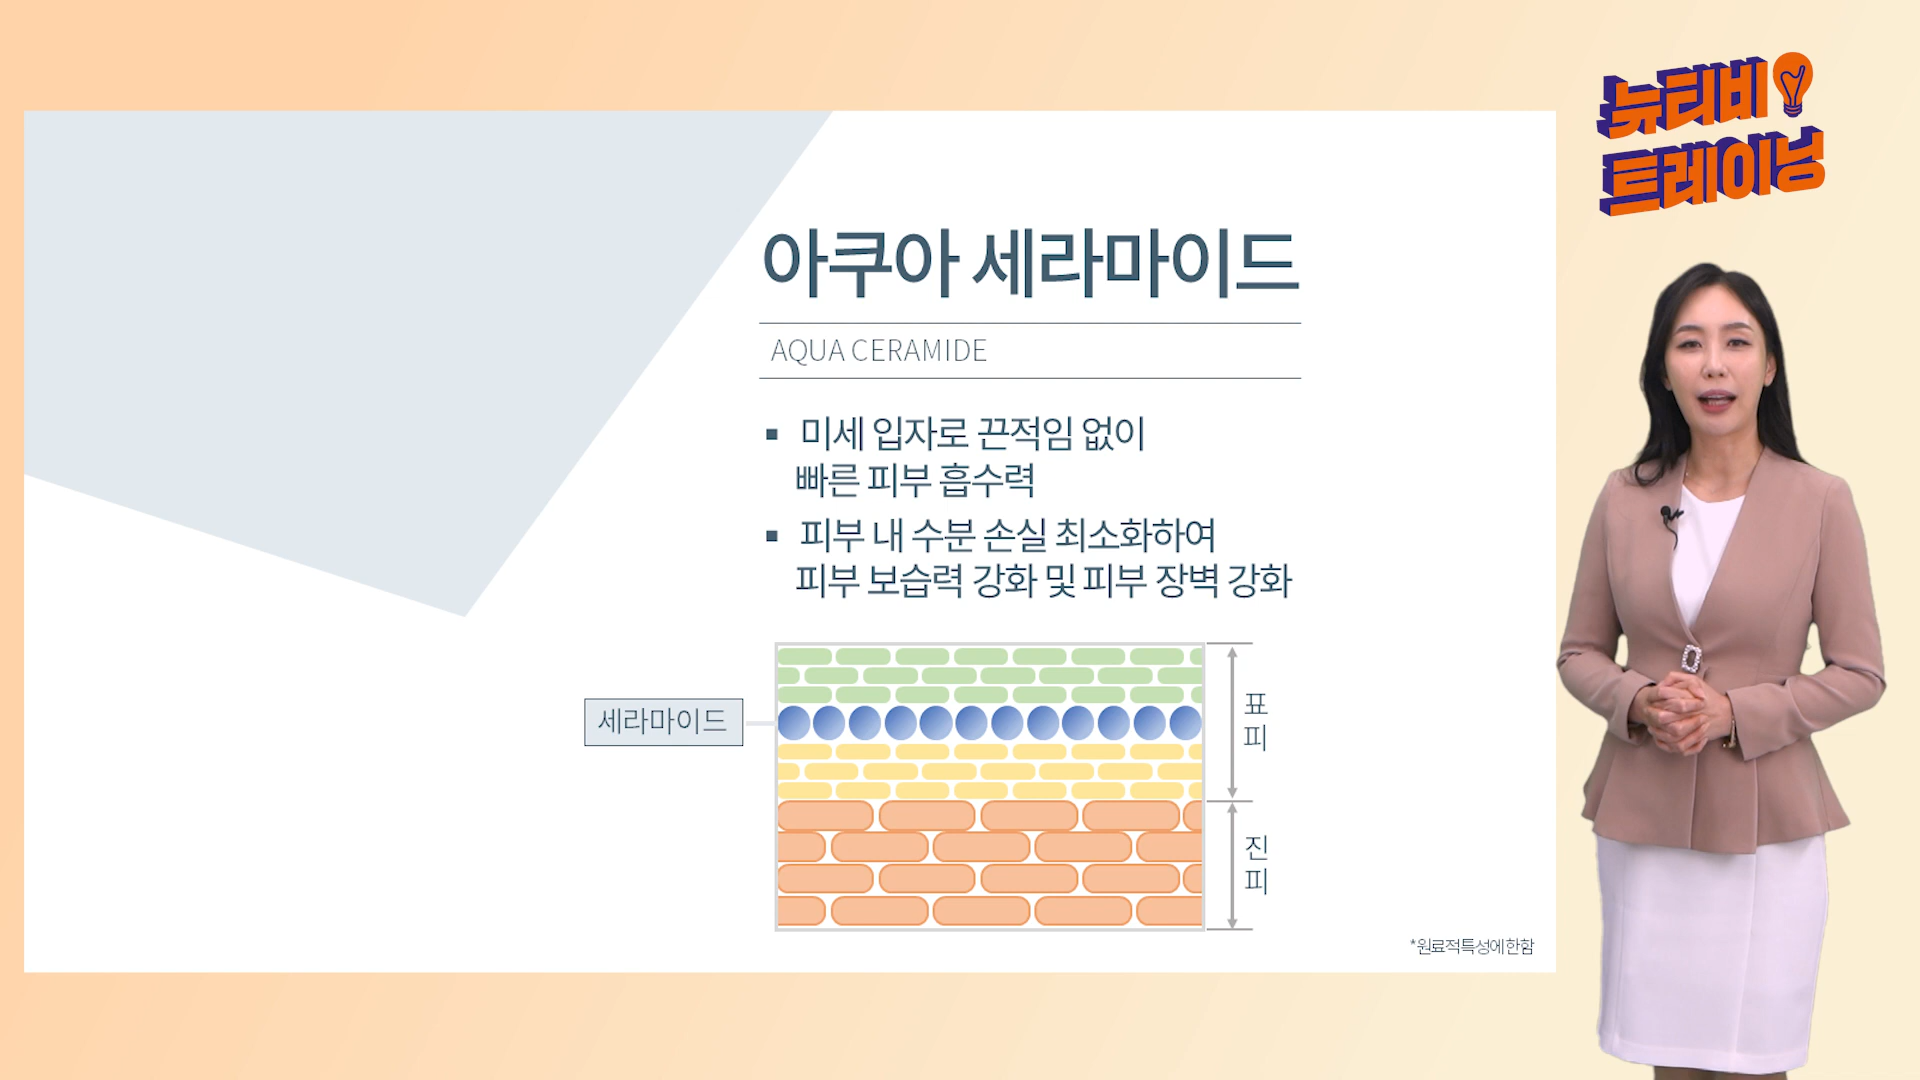 뉴티비
트레이닝
아쿠아 세라마이드
AQUA CERAMIDE
▪ 미세 입자로 끈적임 없이
빠른 피부 흡수력
▪ 피부 내 수분 손실 최소화하여
피부 보습력 강화 및 피부 장벽 강화
세라마이드
표
피
진
피
*원료적특성에한함